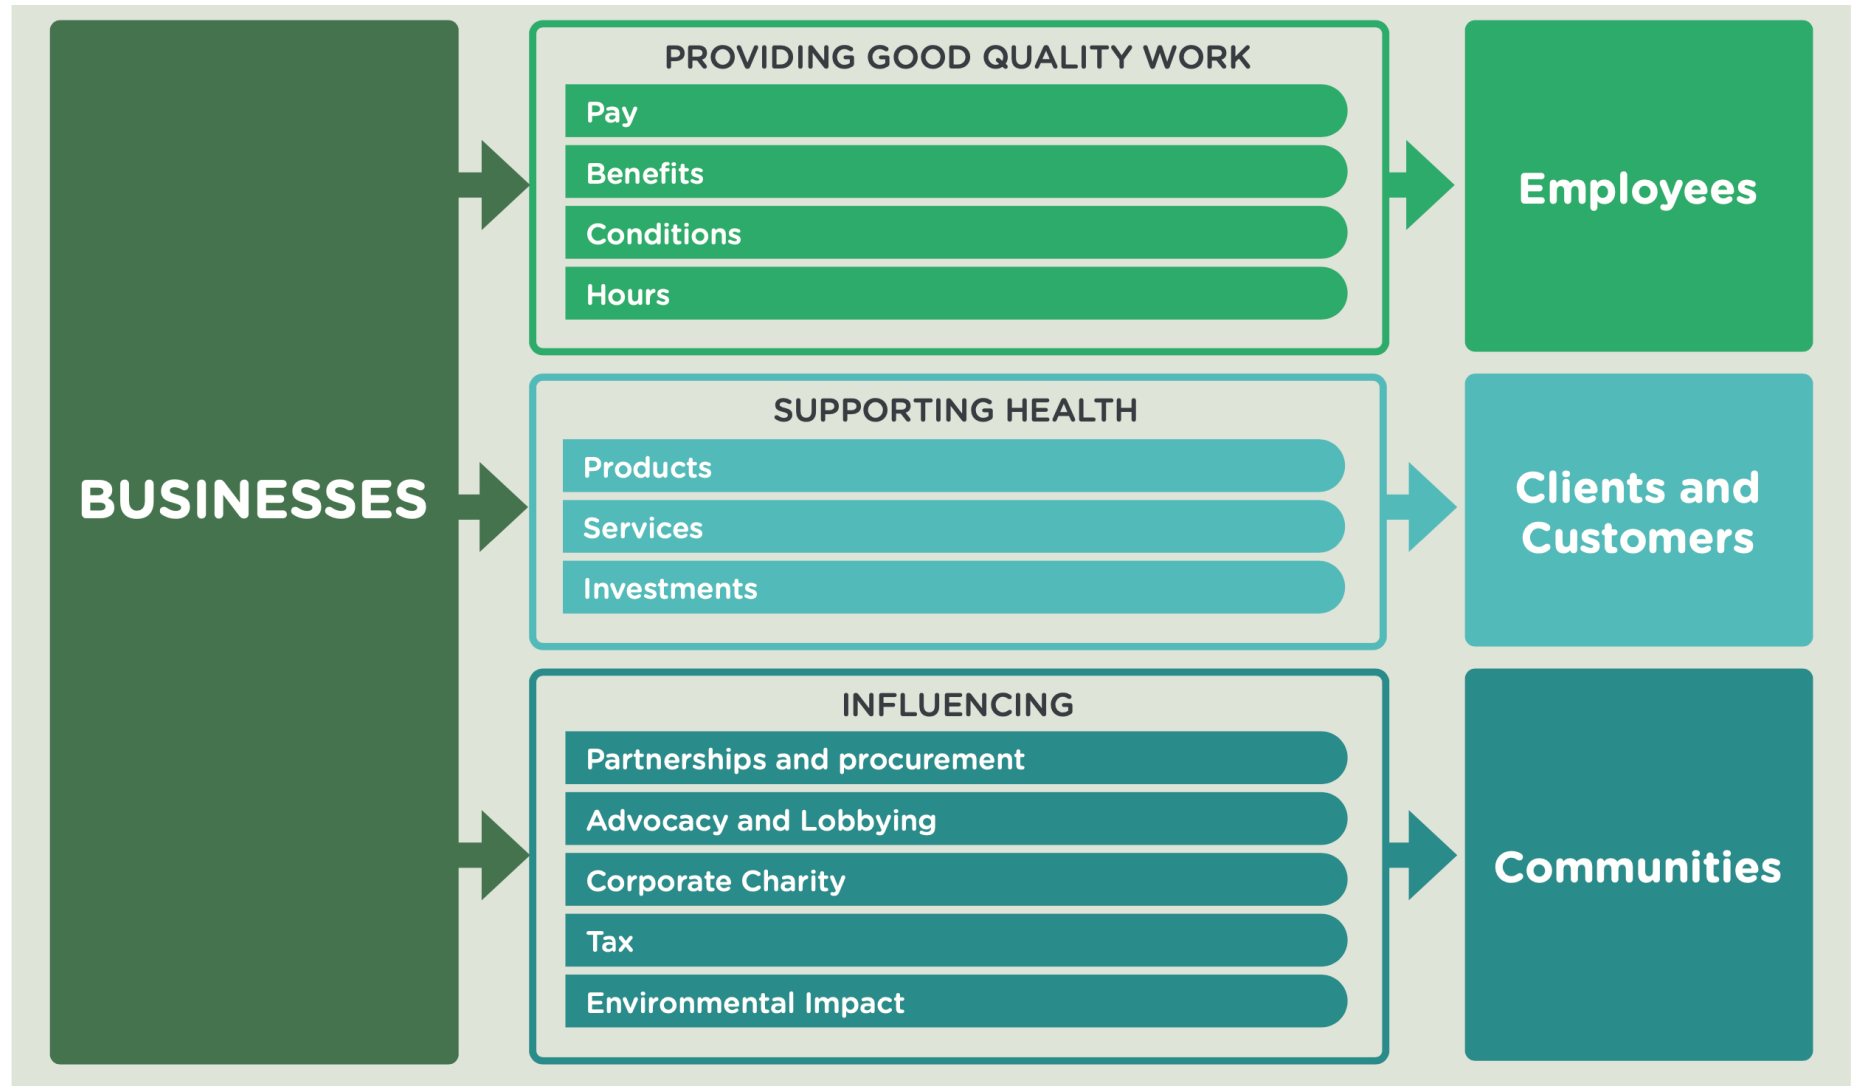 BUSINESSES
PROVIDING GOOD QUALITY WORK
Pay
Benefits
Conditions
Hours
Employees
SUPPORTING HEALTH
Products
Services
Investments
Clients and
Customers
INFLUENCING
Partnerships and procurement
Advocacy and Lobbying
Corporate Charity
Tax
Environmental Impact
Communities